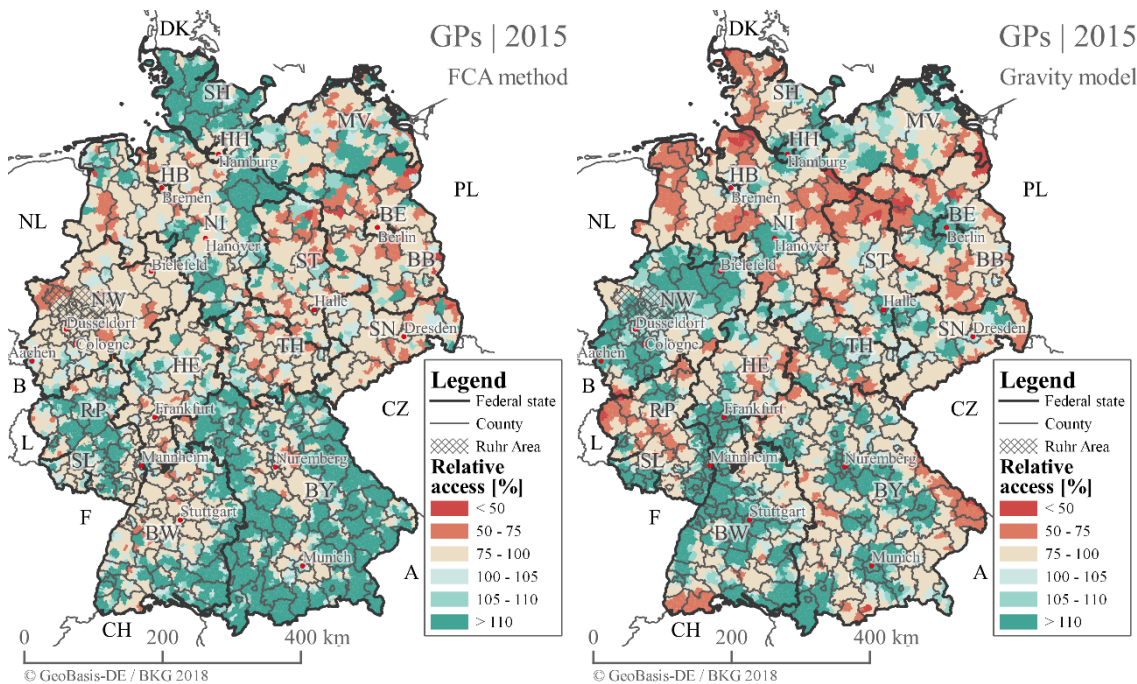 GPs | 2015
FCA method
DK
SH
MV
HH
Hamburg
HB
Bremen
PL
NL
NI
BE
Berlin
Hanover
BB
Bielefeld
ST
NW
Halle
Düsseldorf
SN
Dresden
Cologne
Aachen
TH
HE
B
RP
Frankfurt
CZ
L
SL
Mannheim
Nuremberg
BY
F
Stuttgart
BW
Munich
A
CH
Legend
Federal state
County
Ruhr Area
Relative
access [%]
< 50
50 - 75
75 - 100
100 - 105
105 - 110
> 110
0 200 400 km
© GeoBasis-DE / BKG 2018
GPs | 2015
Gravity model
DK
SH
MV
HH
Hamburg
HB
Bremen
PL
NL
NI
BE
Berlin
Hanover
BB
Bielefeld
ST
NW
Halle
Düsseldorf
SN
Dresden
Cologne
Aachen
TH
HE
B
RP
Frankfurt
CZ
L
SL
Mannheim
Nuremberg
BY
F
Stuttgart
BW
Munich
A
CH
Legend
Federal state
County
Ruhr Area
Relative
access [%]
< 50
50 - 75
75 - 100
100 - 105
105 - 110
> 110
0 200 400 km
© GeoBasis-DE / BKG 2018